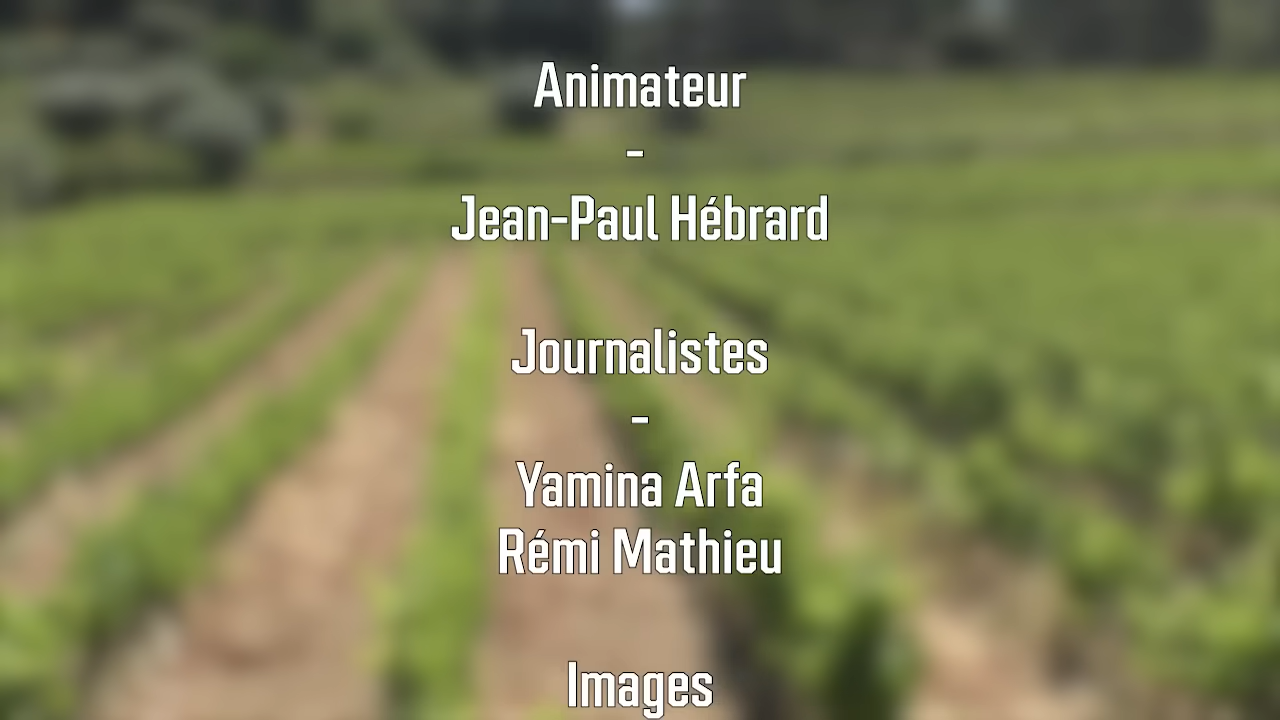 Animateur
-
Jean-Paul Hébrard
Journalistes
-
Yamina Arfa
Rémi Mathieu
Images